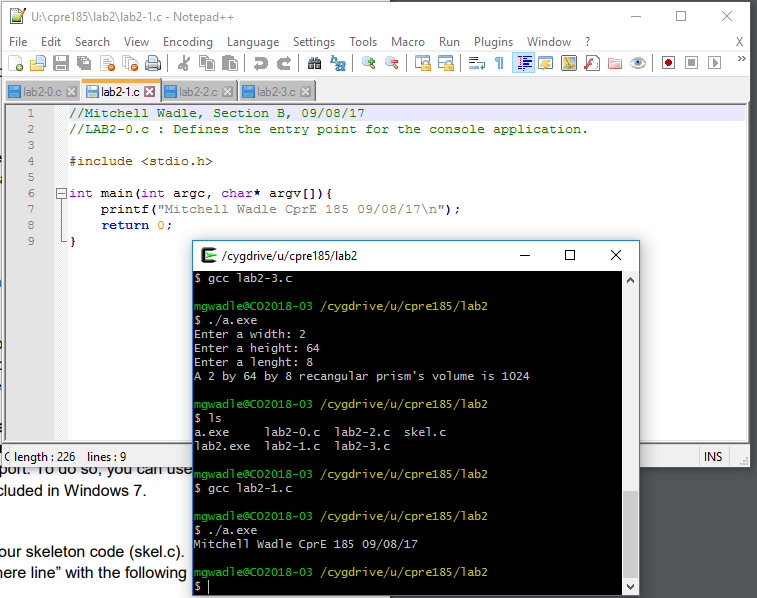 U:\cpre185\lab2\lab2-1.c - Notepad++
File Edit Search View Encoding Language Settings Tools Macro Run Plugins Window ? X
lab2-0.c lab2-1.c lab2-2.c lab2-3.c
1 //Mitchell Wadle, Section B, 09/08/17
2 //LAB2-0.c : Defines the entry point for the console application.
3
4 #include <stdio.h>
5
6 int main(int argc, char* argv[]){
7 printf("Mitchell Wadle CprE 185 09/08/17\n");
8 return 0;
9 }
/cygdrive/u/cpre185/lab2
$ gcc lab2-3.c
mgwadle@CO2018-03 /cygdrive/u/cpre185/lab2
$ ./a.exe
Enter a width: 2
Enter a height: 64
Enter a lenght: 8
A 2 by 64 by 8 recangular prism's volume is 1024
mgwadle@CO2018-03 /cygdrive/u/cpre185/lab2
$ ls
a.exe lab2-0.c lab2-2.c skel.c
lab2.exe lab2-1.c lab2-3.c
mgwadle@CO2018-03 /cygdrive/u/cpre185/lab2
$ gcc lab2-1.c
mgwadle@CO2018-03 /cygdrive/u/cpre185/lab2
$ ./a.exe
Mitchell Wadle CprE 185 09/08/17
mgwadle@CO2018-03 /cygdrive/u/cpre185/lab2
$
C length : 226 lines : 9 INS
port. To do so, you can use
cluded in Windows 7.
our skeleton code (skel.c).
here line” with the following